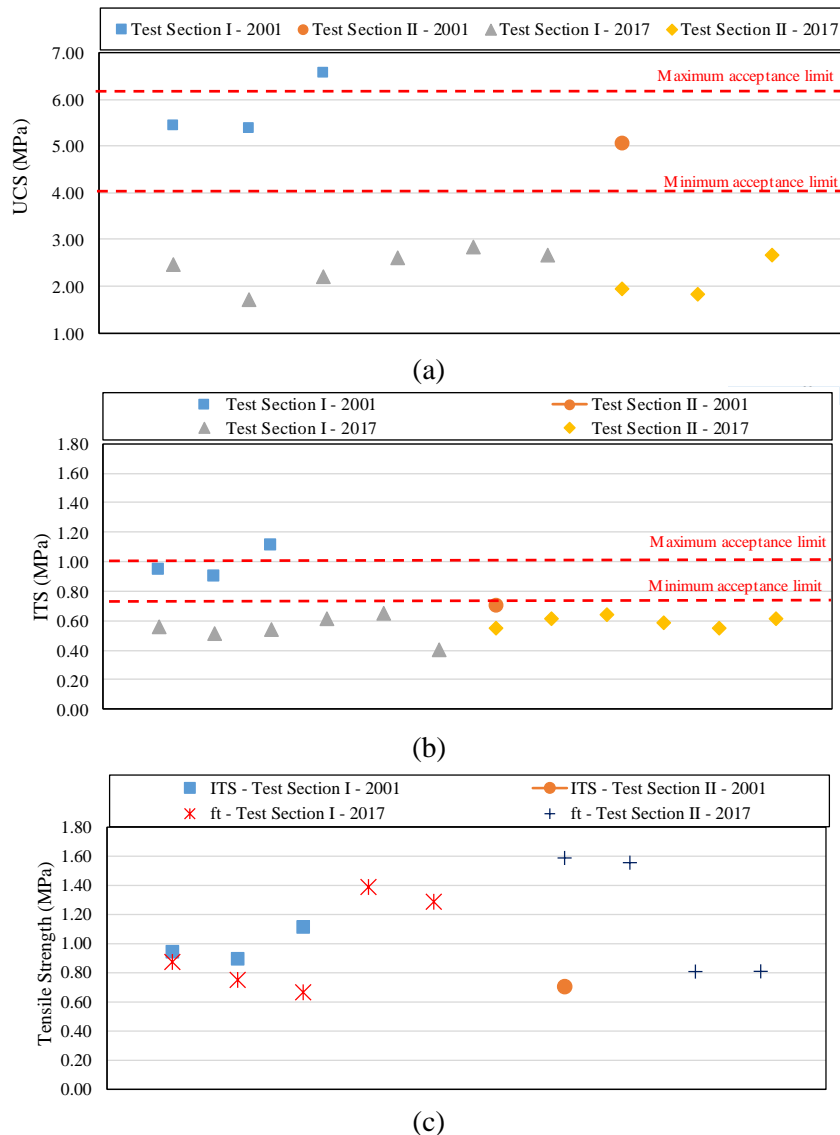 Test Section I - 2001 Test Section II - 2001 Test Section I - 2017 Test Section II - 2017
7.00
6.00
5.00
4.00
3.00
2.00
1.00
UCS (MPa)
Maximum acceptance limit
Minimum acceptance limit
(a)
Test Section I - 2001 Test Section II - 2001
Test Section I - 2017 Test Section II - 2017
1.80
1.60
1.40
1.20
1.00
0.80
0.60
0.40
0.20
0.00
ITS (MPa)
Maximum acceptance limit
Minimum acceptance limit
(b)
ITS - Test Section I - 2001 ITS - Test Section II - 2001
ft - Test Section I - 2017 ft - Test Section II - 2017
1.80
1.60
1.40
1.20
1.00
0.80
0.60
0.40
0.20
0.00
Tensile Strength (MPa)
(c)